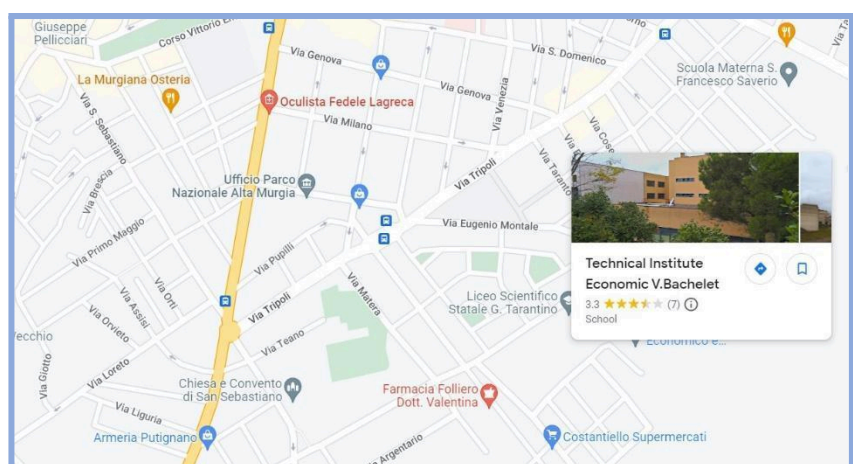 Giuseppe
Pellicciari
Corso Vittorio
Via Genova
Via S. Domenico
Scuola Materna S.
Francesco Saverio
La Murgiana Osteria
Via S. Sebastiano
Oculista Fedele Lagreca
Via Genova
Via Venezia
Via Milano
Ufficio Parco
Nazionale Alta Murgia
Via Tripoli
Via Taranto
Via Brescia
Via Primo Maggio
Via Pupilli
Via Eugenio Montale
Technical Institute
Economic V.Bachelet
3.3 (7)
School
Liceo Scientifico
Statale G. Tarantino
Via Assisi
Via Orti
Via Tripoli
Via Matera
Via Orvieto
Via Teano
Economico e...
Via Giotto
Via Loreto
Chiesa e Convento
di San Sebastiano
Farmacia Folliero
Dott. Valentina
Via Liguria
Armeria Putignano
Via Argentario
Costantiello Supermercati